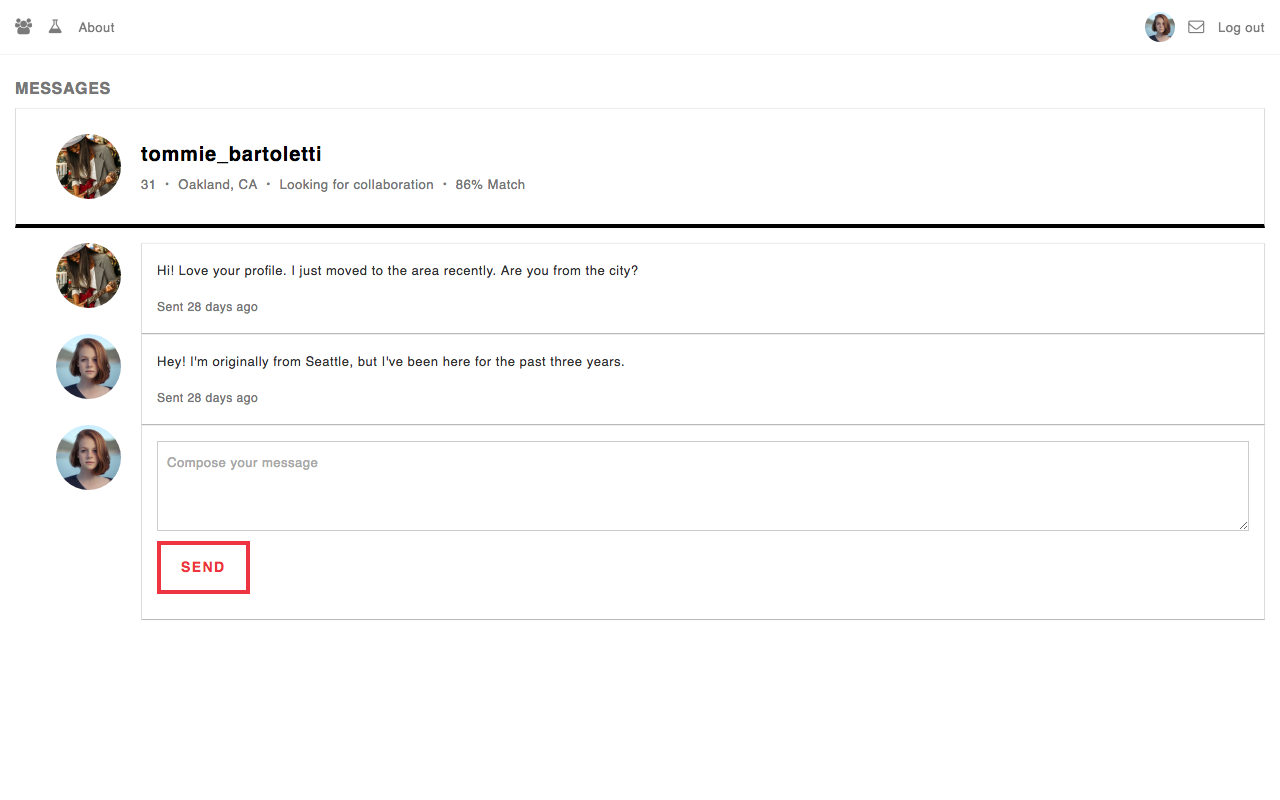 About
Log out
MESSAGES
tommie_bartoletti
31 · Oakland, CA · Looking for collaboration · 86% Match
Hi! Love your profile. I just moved to the area recently. Are you from the city?
Sent 28 days ago
Hey! I'm originally from Seattle, but I've been here for the past three years.
Sent 28 days ago
Compose your message
SEND